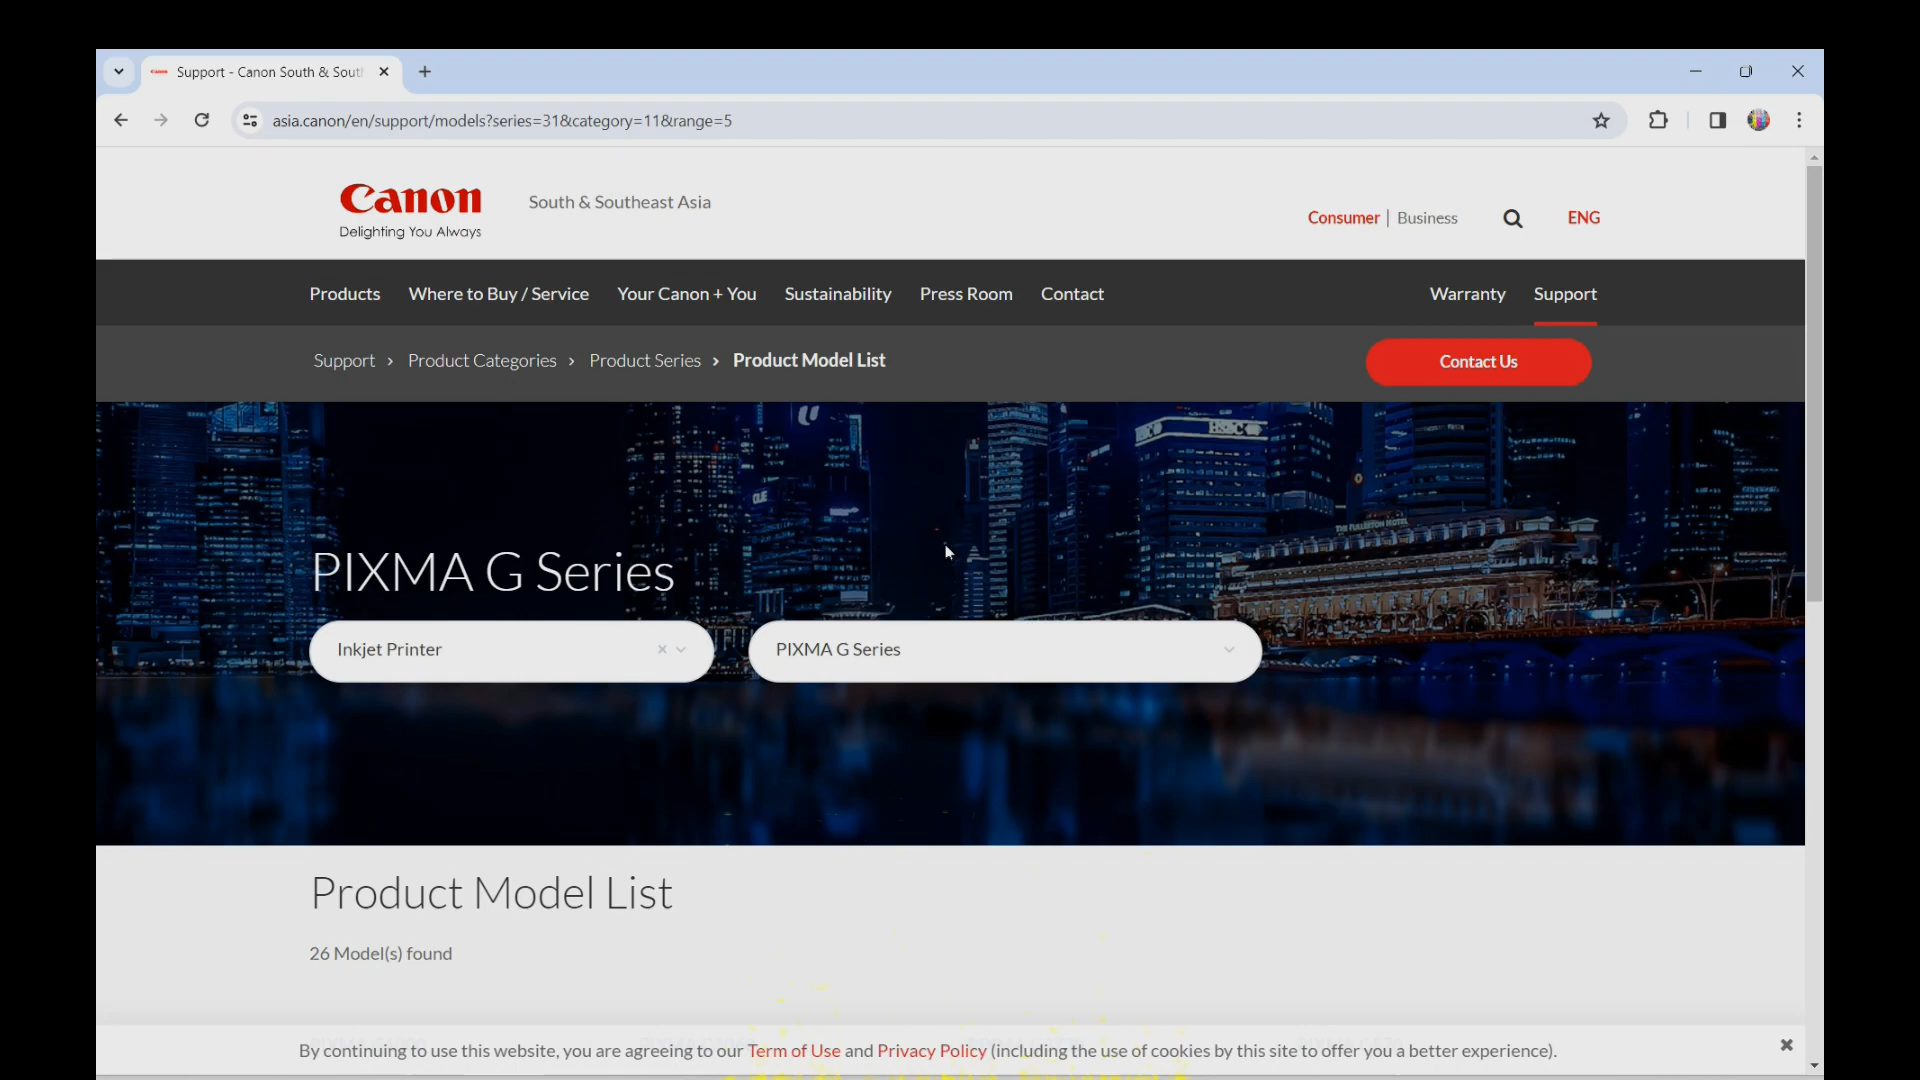 Support - Canon South & Sout
asia.canon/en/support/models?series=31&category=11&range=5
Canon
Delighting You Always
South & Southeast Asia
Consumer | Business
ENG
Products
Where to Buy / Service
Your Canon + You
Sustainability
Press Room
Contact
Warranty
Support
Support › Product Categories › Product Series › Product Model List
Contact Us
HSBC
THE FULLERTON HOTEL
PIXMA G Series
Inkjet Printer
PIXMA G Series
Product Model List
26 Model(s) found
By continuing to use this website, you are agreeing to our Term of Use and Privacy Policy (including the use of cookies by this site to offer you a better experience).